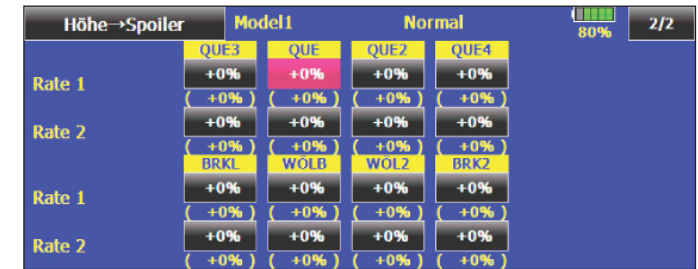 Höhe→Spoiler Model1 Normal 80% 2/2
QUE3 QUE QUE2 QUE4
Rate 1 +0% +0% +0% +0%
( +0% ) ( +0% ) ( +0% ) ( +0% )
Rate 2 +0% +0% +0% +0%
( +0% ) ( +0% ) ( +0% ) ( +0% )
BRKL WÖLB WÖL2 BRK2
Rate 1 +0% +0% +0% +0%
( +0% ) ( +0% ) ( +0% ) ( +0% )
Rate 2 +0% +0% +0% +0%
( +0% ) ( +0% ) ( +0% ) ( +0% )